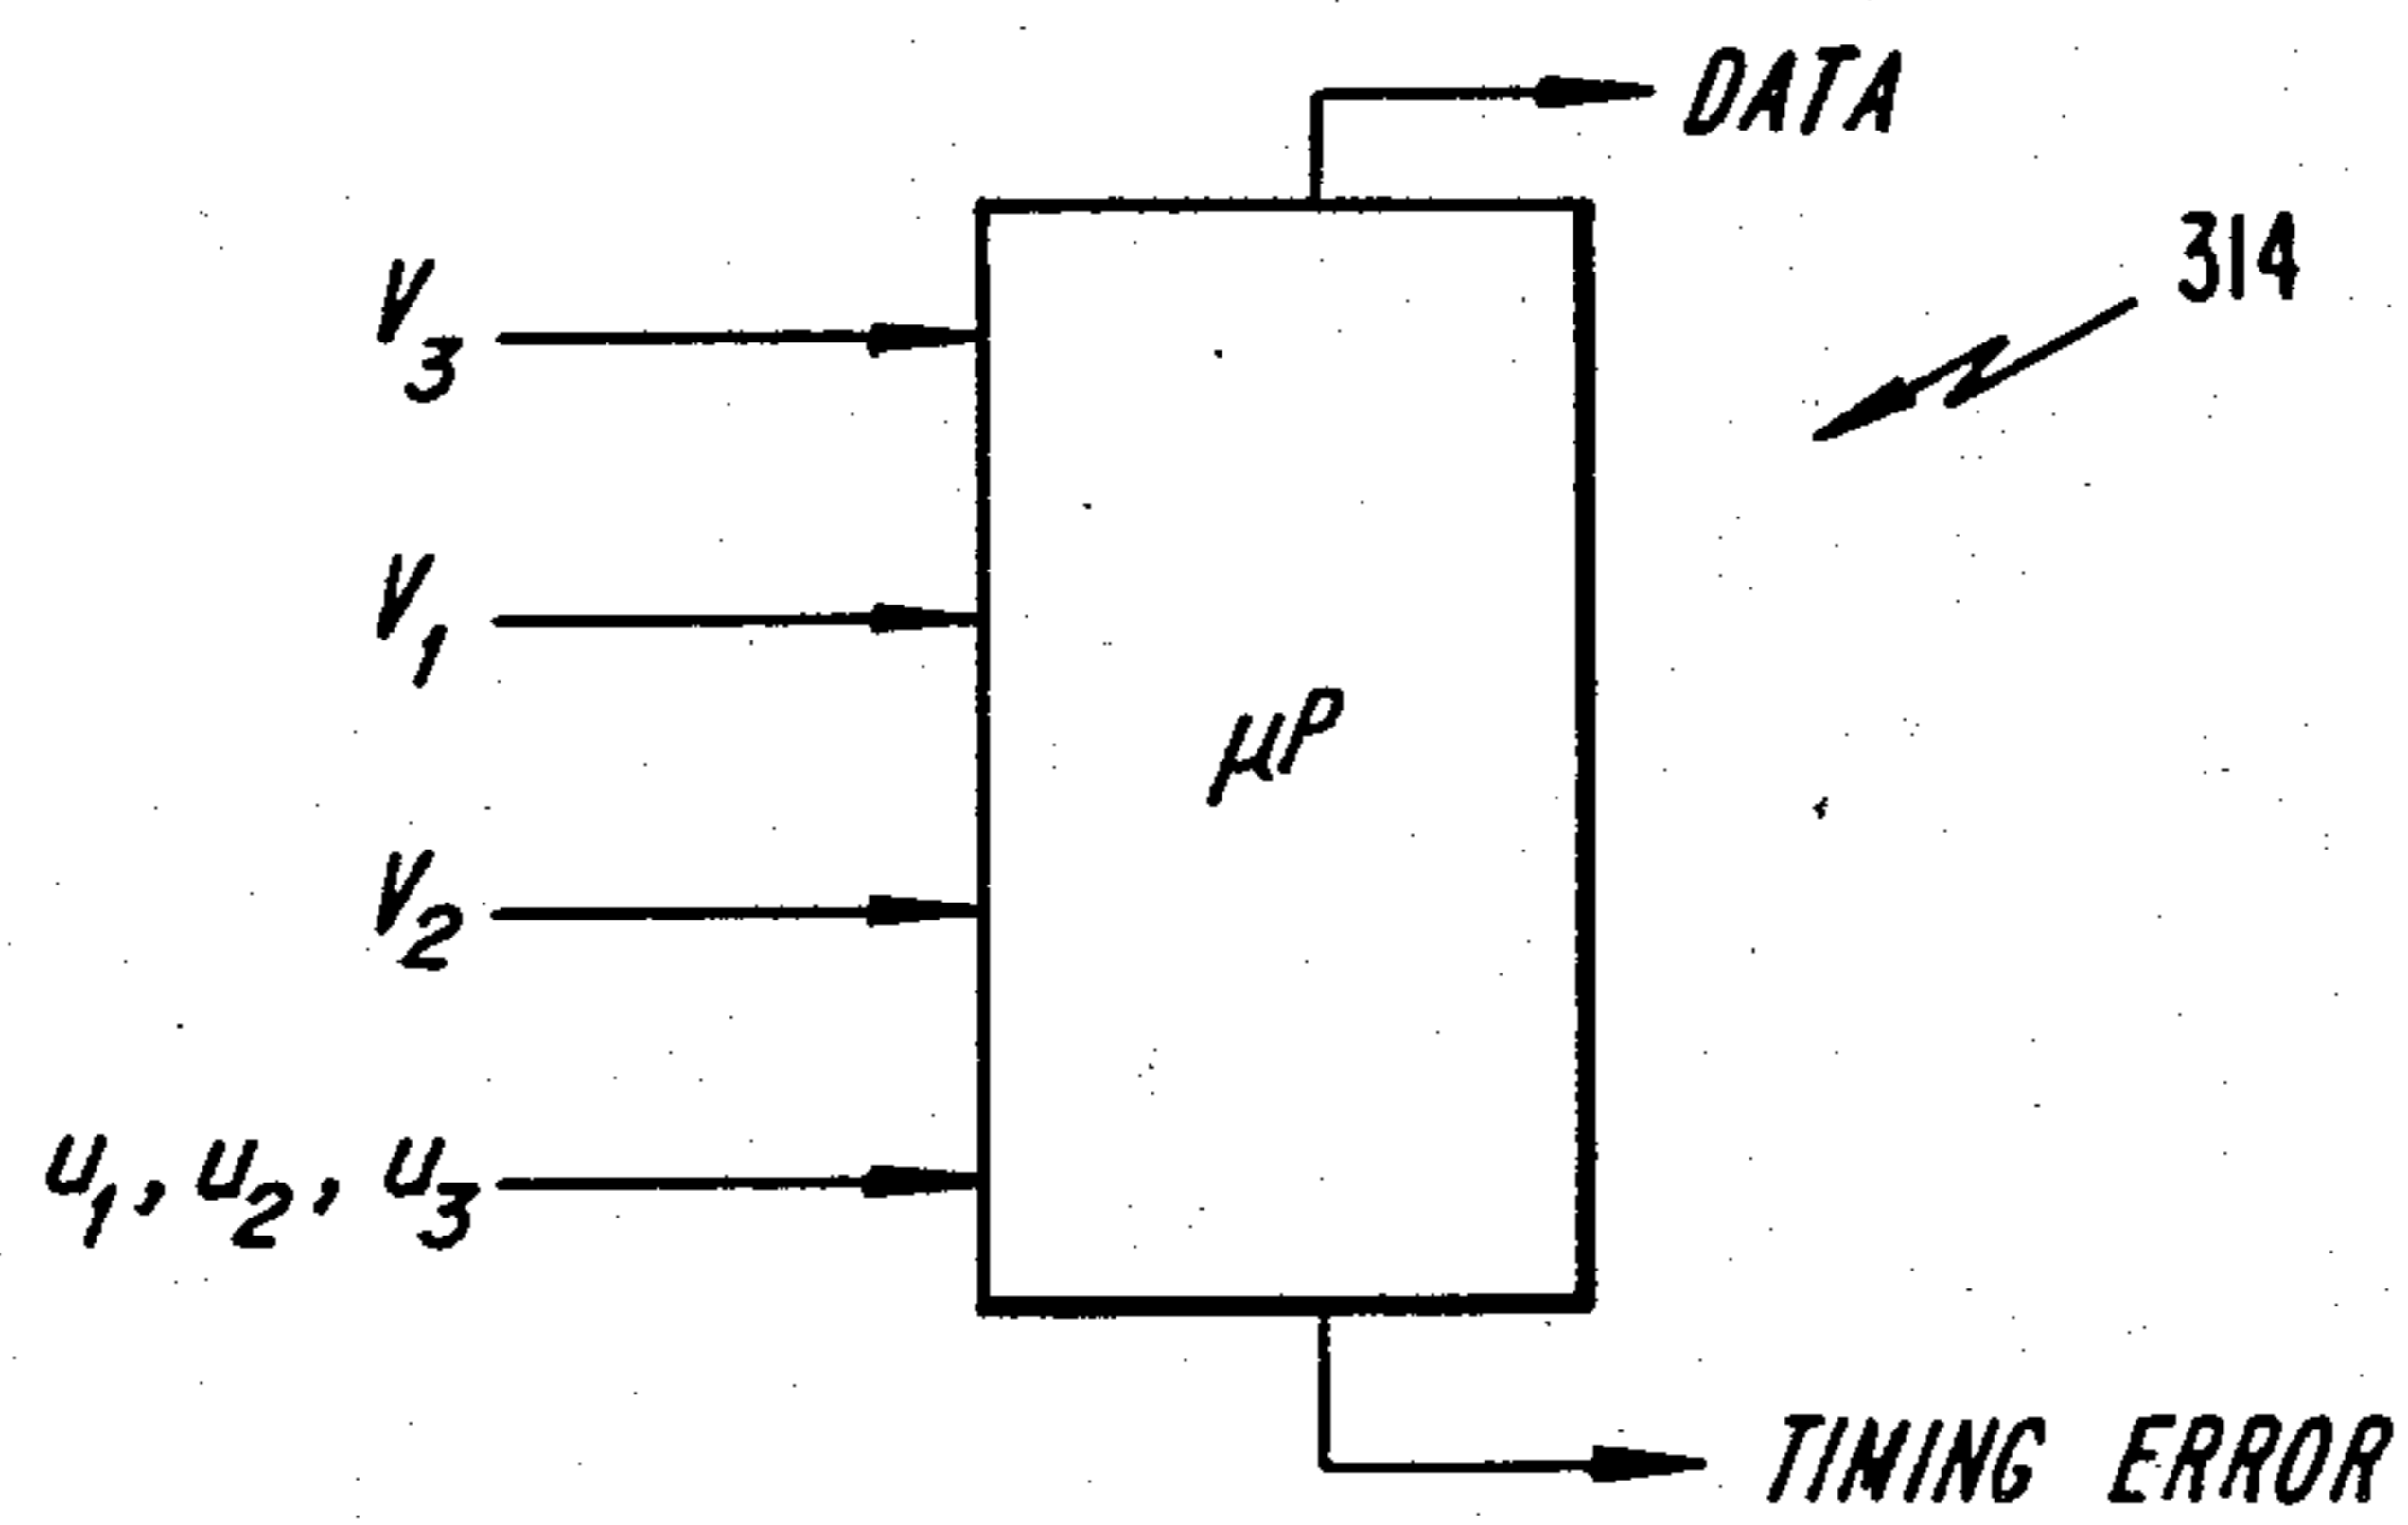 DATA
314
V3
V1
μP
V2
u1, u2, u3
TIMING ERROR